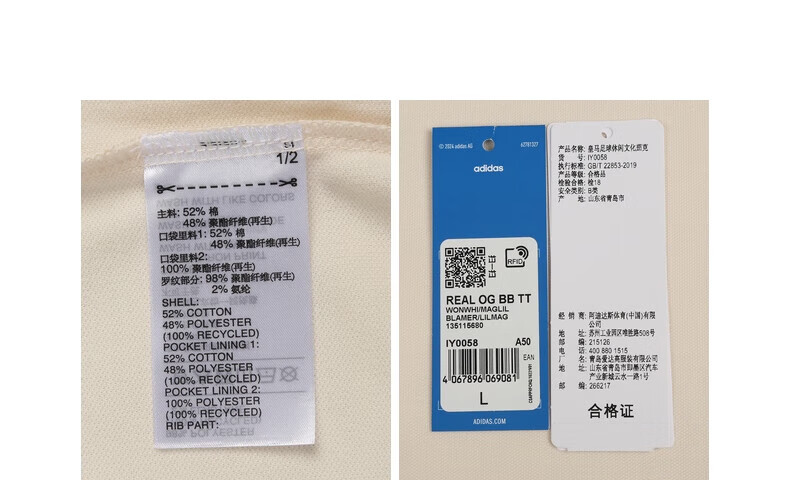 1/2
主料: 52% 棉
48% 聚酯纤维(再生)
口袋里料1: 52% 棉
48% 聚酯纤维(再生)
口袋里料2:
100% 聚酯纤维(再生)
罗纹部分: 98% 聚酯纤维(再生)
2% 氨纶
SHELL:
52% COTTON
48% POLYESTER
(100% RECYCLED)
POCKET LINING 1:
52% COTTON
48% POLYESTER
(100% RECYCLED)
POCKET LINING 2:
100% POLYESTER
(100% RECYCLED)
RIB PART:
© 2024 adidas AG
adidas
RFID
REAL OG BB TT
WONWHI/MAGLIL
BLAMER/LILMAG
135115680
IY0058 A50
EAN
4 067896 069081
L
ADIDAS.COM
产品名称: 皇马足球休闲文化班克
货 号: IY0058
执行标准: GB/T 22853-2019
产品等级: 合格品
检验合格: 检18
安全类别: B类
产 地: 山东省青岛市
经 销 商: 阿迪达斯体育(中国)有限
公司
地 址: 苏州工业园区唯胜路508号
邮 编: 215126
电 话: 400 880 1515
厂 名: 青岛爱达高服装有限公司
地 址: 山东省青岛市即墨区汽车
产业新城云水一路1号
邮 编: 266217
合格证